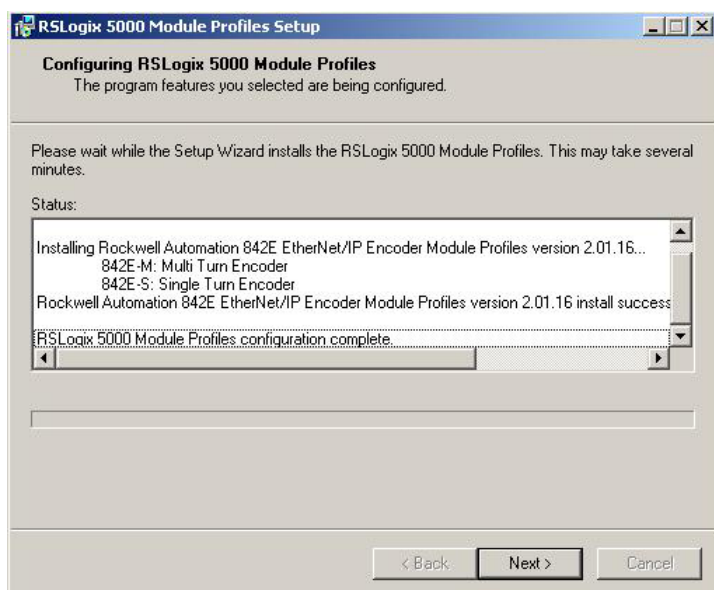 RSLogix 5000 Module Profiles Setup
Configuring RSLogix 5000 Module Profiles
The program features you selected are being configured.
Please wait while the Setup Wizard installs the RSLogix 5000 Module Profiles. This may take several
minutes.
Status:
Installing Rockwell Automation 842E EtherNet/IP Encoder Module Profiles version 2.01.16...
842E-M: Multi Turn Encoder
842E-S: Single Turn Encoder
Rockwell Automation 842E EtherNet/IP Encoder Module Profiles version 2.01.16 install success
RSLogix 5000 Module Profiles configuration complete.
< Back
Next >
Cancel